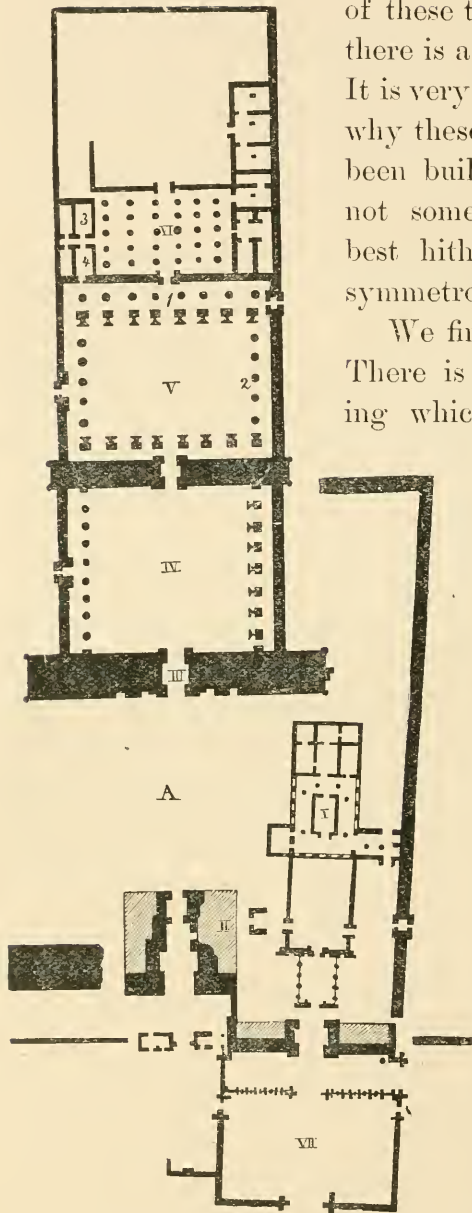 of these t
there is a
It is very
why these
been buil
not some
best hith
symmetro
We fin
There is
ing whic
3
VI
4
1
V
2
IV
III
A
I
II
VII